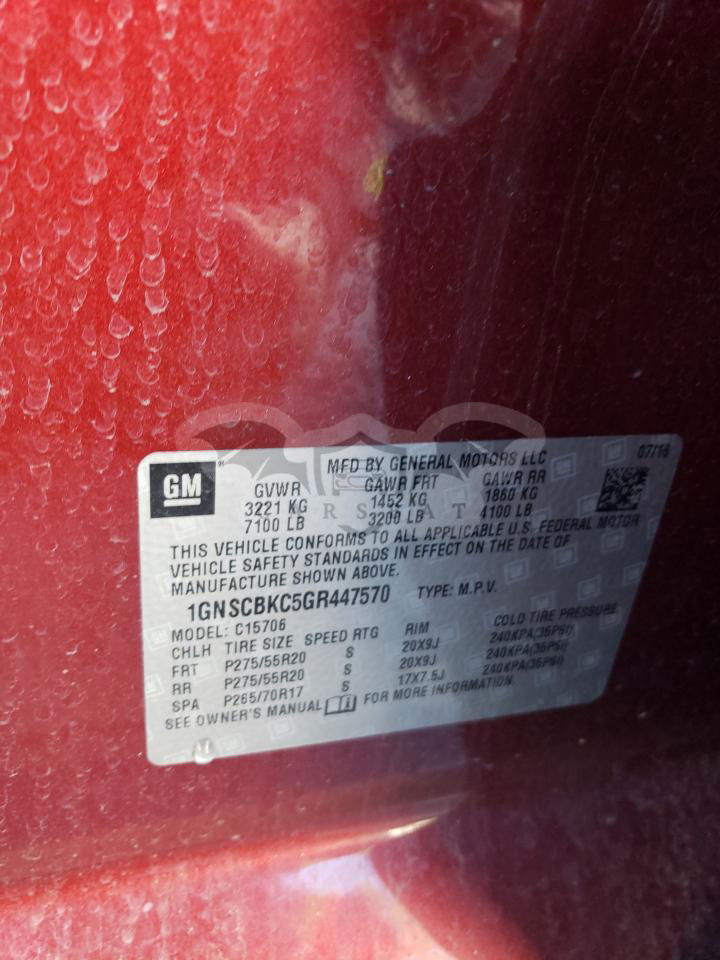 GM
MFD BY GENERAL MOTORS LLC 07/16
GVWR GAWR FRT GAWR RR
3221 KG 1452 KG 1860 KG
7100 LB 3200 LB 4100 LB
THIS VEHICLE CONFORMS TO ALL APPLICABLE U.S. FEDERAL MOTOR
VEHICLE SAFETY STANDARDS IN EFFECT ON THE DATE OF
MANUFACTURE SHOWN ABOVE.
1GNSCBKC5GR447570 TYPE: M.P.V.
MODEL: C15706
CHLH TIRE SIZE SPEED RTG RIM COLD TIRE PRESSURE
FRT P275/55R20 S 20X9J 240KPA(35PSI)
RR P275/55R20 S 20X9J 240KPA(35PSI)
SPA P265/70R17 S 17X7.5J 240KPA(35PSI)
SEE OWNER'S MANUAL FOR MORE INFORMATION.